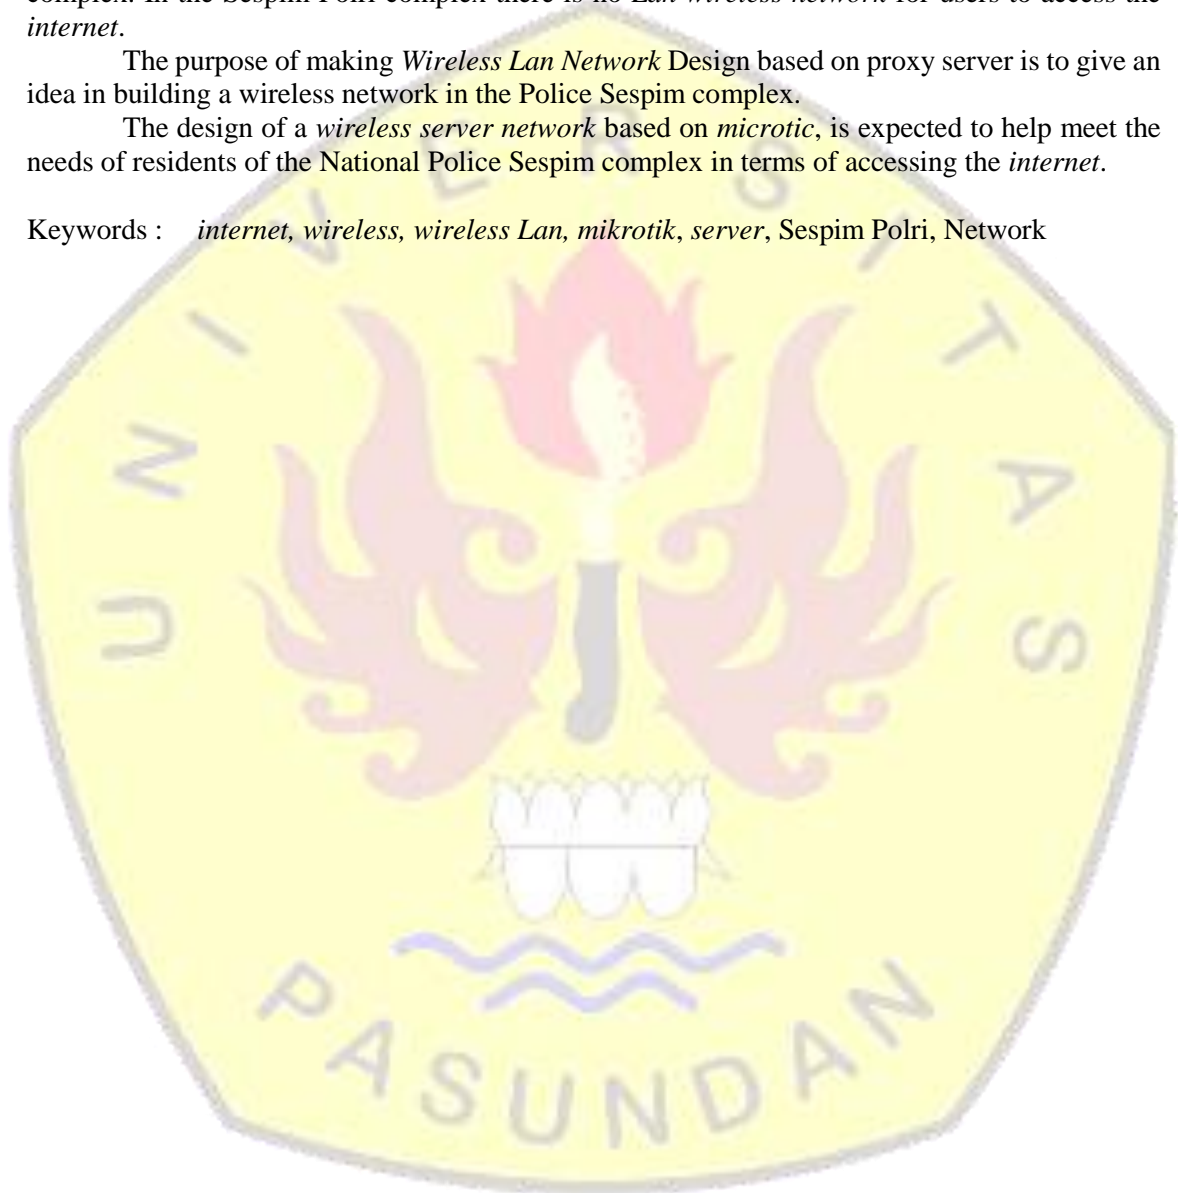 complex. In the Sespim Polri complex there is no Lan wireless network for users to access the
internet.
The purpose of making Wireless Lan Network Design based on proxy server is to give an
idea in building a wireless network in the Police Sespim complex.
The design of a wireless server network based on microtic, is expected to help meet the
needs of residents of the National Police Sespim complex in terms of accessing the internet.
Keywords : internet, wireless, wireless Lan, mikrotik, server, Sespim Polri, Network
UNIVERSITAS
PASUNDAN